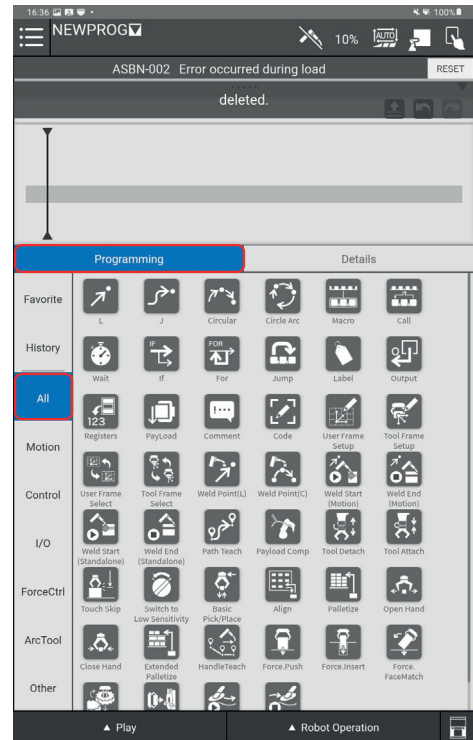 16:36
100%
NEWPROG
10%
AUTO
ASBN-002 Error occurred during load
RESET
deleted.
Programming
Details
Favorite
History
All
Motion
Control
I/O
ForceCtrl
ArcTool
Other
L
J
Circular
Circle Arc
Macro
Call
IF
FOR
Wait
If
For
Jump
Label
Output
123
Registers
PayLoad
Comment
Code
User Frame
Setup
Tool Frame
Setup
User Frame
Select
Tool Frame
Select
Weld Point(L)
Weld Point(C)
Weld Start
(Motion)
Weld End
(Motion)
Weld Start
(Standalone)
Weld End
(Standalone)
Path Teach
Payload Comp
Tool Detach
Tool Attach
Touch Skip
Switch to
Low Sensitivity
Basic
Pick/Place
Align
Palletize
Open Hand
Close Hand
Extended
Palletize
HandleTeach
Force.Push
Force.Insert
Force.
FaceMatch
▲ Play
▲ Robot Operation